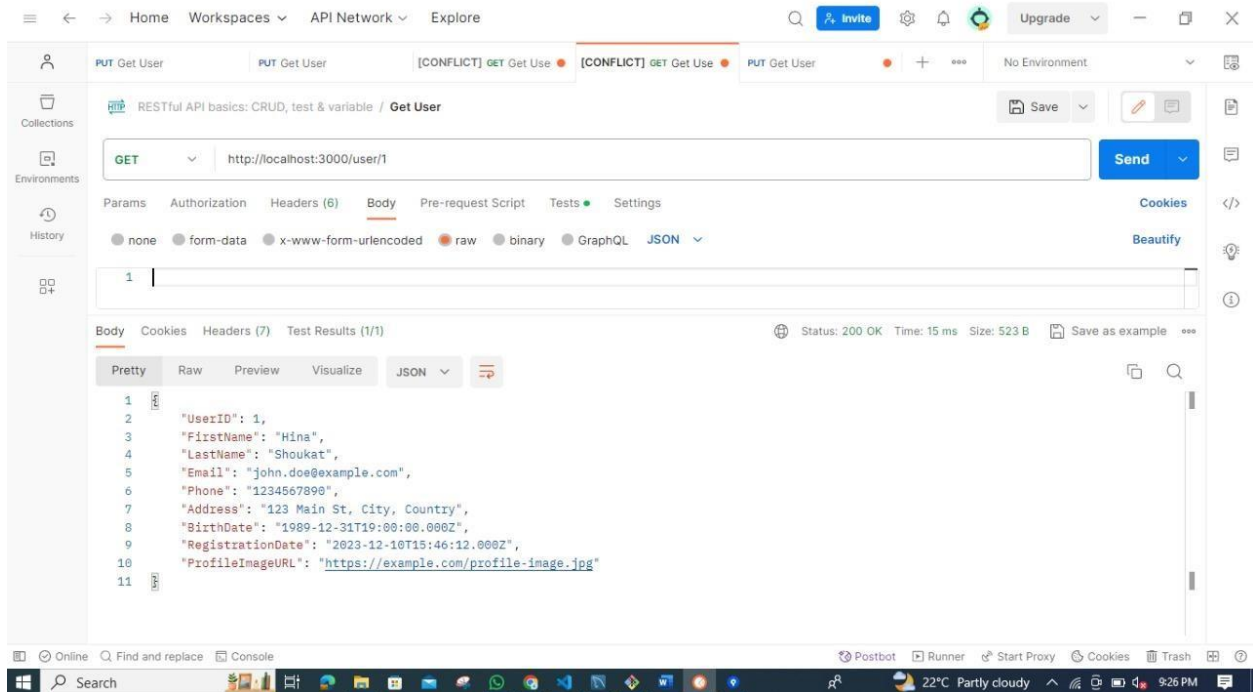 Home Workspaces API Network Explore Invite Upgrade
PUT Get User PUT Get User [CONFLICT] GET Get Use [CONFLICT] GET Get Use PUT Get User No Environment
HTTP RESTful API basics: CRUD, test & variable / Get User Save
Collections
GET http://localhost:3000/user/1 Send
Environments
Params Authorization Headers (6) Body Pre-request Script Tests Settings Cookies
History
none form-data x-www-form-urlencoded raw binary GraphQL JSON Beautify
1
Body Cookies Headers (7) Test Results (1/1) Status: 200 OK Time: 15 ms Size: 523 B Save as example
Pretty Raw Preview Visualize JSON
1 {
2 "UserID": 1,
3 "FirstName": "Hina",
4 "LastName": "Shoukat",
5 "Email": "john.doe@example.com",
6 "Phone": "1234567890",
7 "Address": "123 Main St, City, Country",
8 "BirthDate": "1989-12-31T19:00:00.000Z",
9 "RegistrationDate": "2023-12-10T15:46:12.000Z",
10 "ProfileImageURL": "https://example.com/profile-image.jpg"
11 }
Online Find and replace Console Postbot Runner Start Proxy Cookies Trash
Search 22°C Partly cloudy 9:26 PM